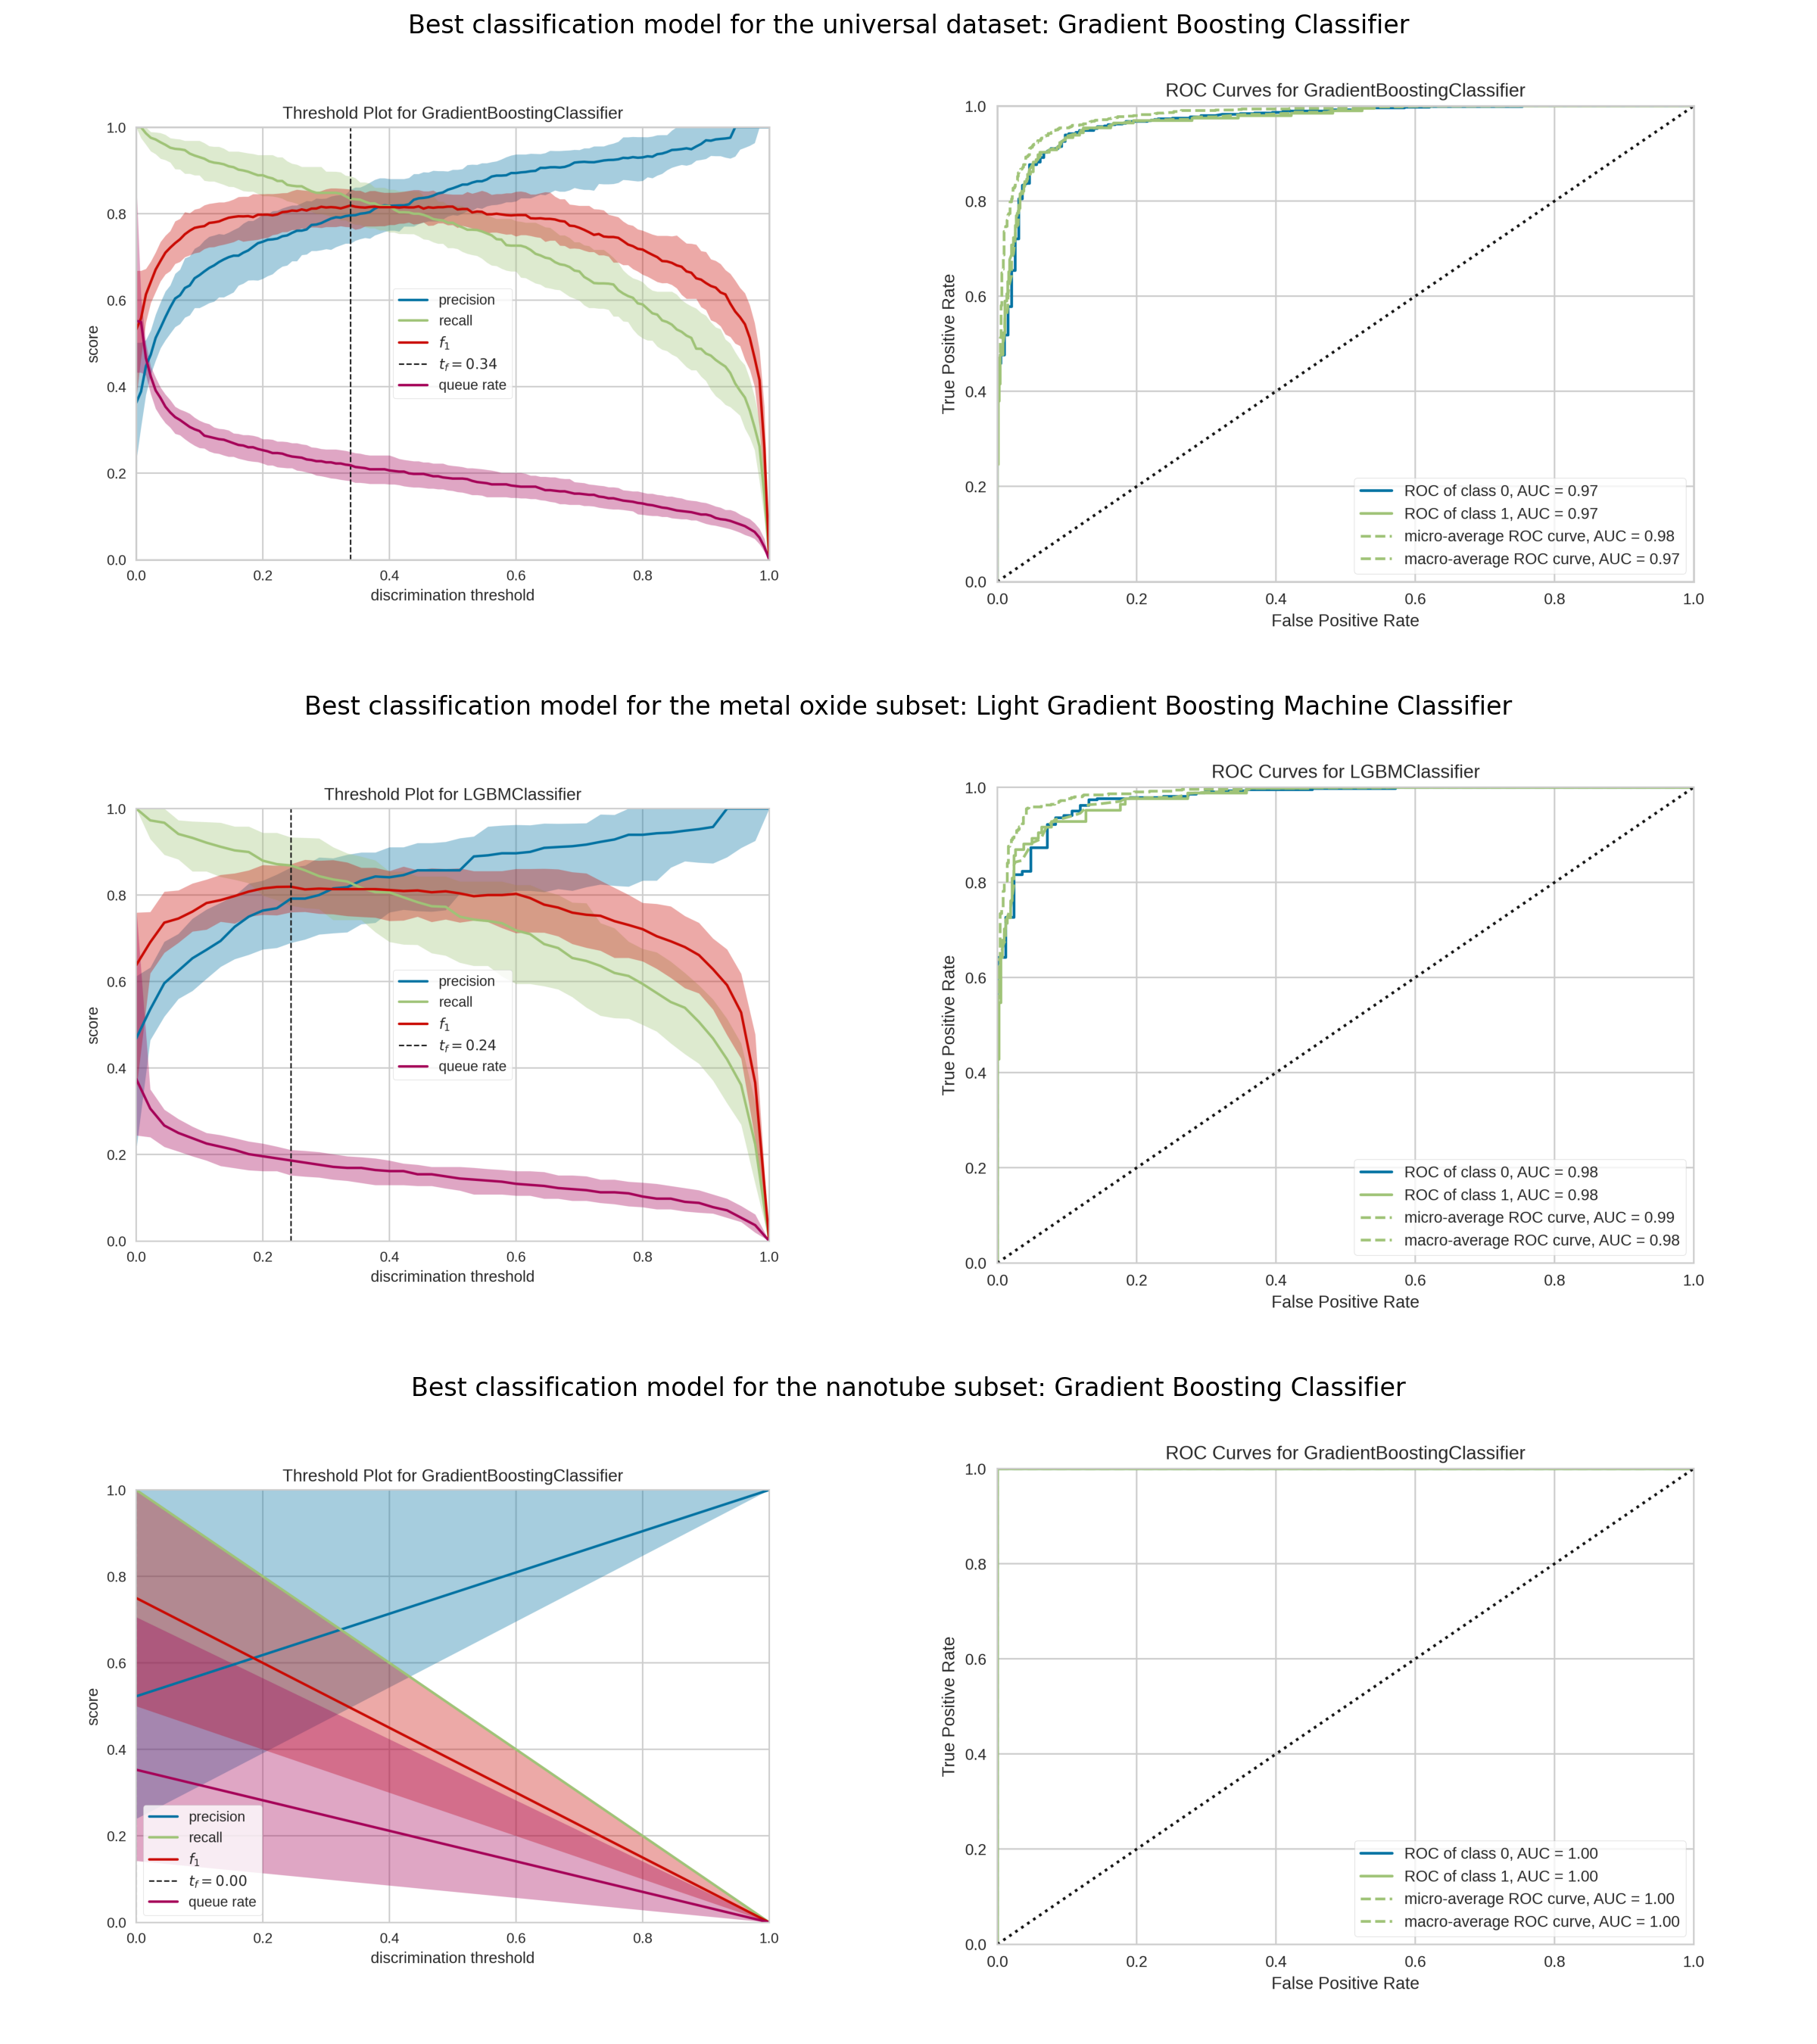 Best classification model for the universal dataset: Gradient Boosting Classifier
Threshold Plot for GradientBoostingClassifier
1.0
0.8
0.6
0.4
0.2
0.0
score
precision
recall
f1
tf = 0.34
queue rate
0.0 0.2 0.4 0.6 0.8 1.0
discrimination threshold
ROC Curves for GradientBoostingClassifier
1.0
0.8
0.6
0.4
0.2
0.0
True Positive Rate
ROC of class 0, AUC = 0.97
ROC of class 1, AUC = 0.97
micro-average ROC curve, AUC = 0.98
macro-average ROC curve, AUC = 0.97
0.0 0.2 0.4 0.6 0.8 1.0
False Positive Rate
Best classification model for the metal oxide subset: Light Gradient Boosting Machine Classifier
Threshold Plot for LGBMClassifier
1.0
0.8
0.6
0.4
0.2
0.0
score
precision
recall
f1
tf = 0.24
queue rate
0.0 0.2 0.4 0.6 0.8 1.0
discrimination threshold
ROC Curves for LGBMClassifier
1.0
0.8
0.6
0.4
0.2
0.0
True Positive Rate
ROC of class 0, AUC = 0.98
ROC of class 1, AUC = 0.98
micro-average ROC curve, AUC = 0.99
macro-average ROC curve, AUC = 0.98
0.0 0.2 0.4 0.6 0.8 1.0
False Positive Rate
Best classification model for the nanotube subset: Gradient Boosting Classifier
Threshold Plot for GradientBoostingClassifier
1.0
0.8
0.6
0.4
0.2
0.0
score
precision
recall
f1
tf = 0.00
queue rate
0.0 0.2 0.4 0.6 0.8 1.0
discrimination threshold
ROC Curves for GradientBoostingClassifier
1.0
0.8
0.6
0.4
0.2
0.0
True Positive Rate
ROC of class 0, AUC = 1.00
ROC of class 1, AUC = 1.00
micro-average ROC curve, AUC = 1.00
macro-average ROC curve, AUC = 1.00
0.0 0.2 0.4 0.6 0.8 1.0
False Positive Rate